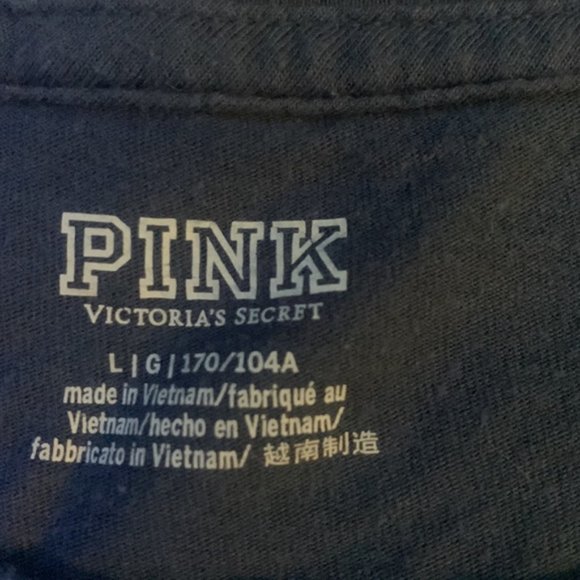 PINK
VICTORIA'S SECRET
L | G | 170/104A
made in Vietnam/fabriqué au
Vietnam/hecho en Vietnam/
fabbricato in Vietnam/ 越南制造